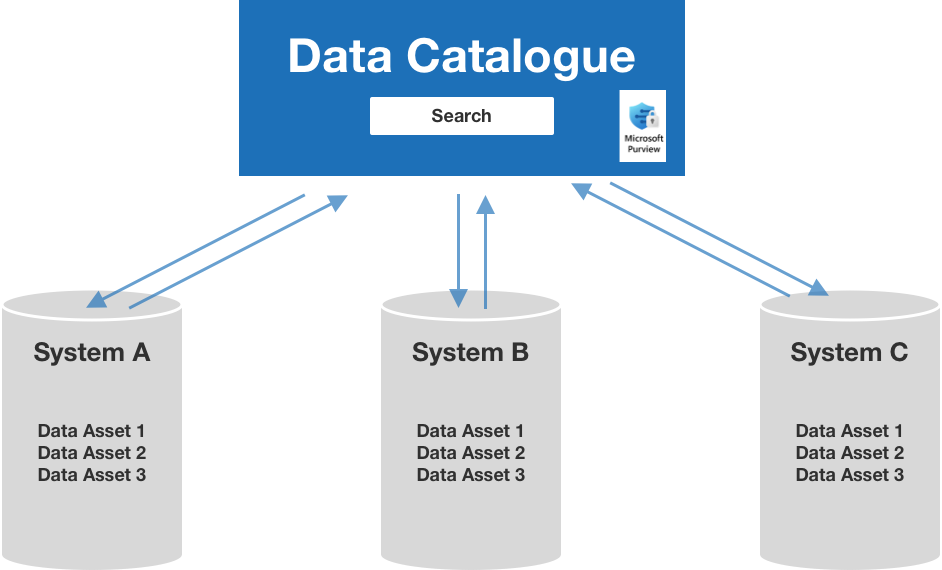 Data Catalogue
Search
Microsoft
Purview
System A
Data Asset 1
Data Asset 2
Data Asset 3
System B
Data Asset 1
Data Asset 2
Data Asset 3
System C
Data Asset 1
Data Asset 2
Data Asset 3